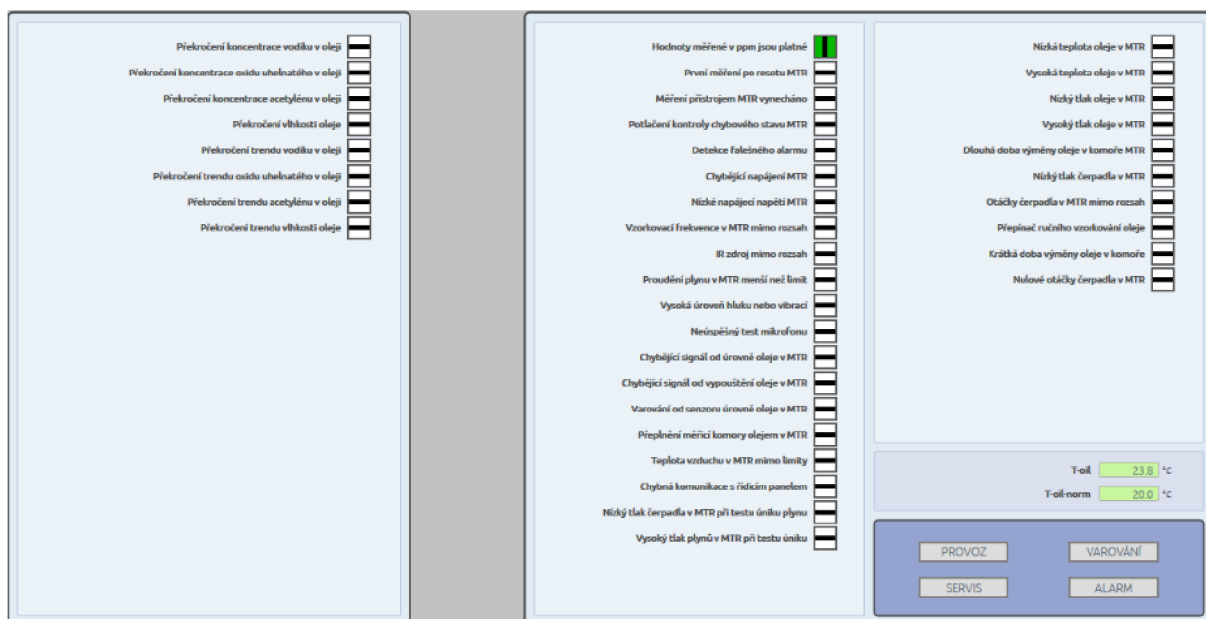 Překročení koncentrace vodíku v oleji
Překročení koncentrace oxidu uhelnatého v oleji
Překročení koncentrace acetylénu v oleji
Překročení vlhkosti oleje
Překročení trendu vodíku v oleji
Překročení trendu oxidu uhelnatého v oleji
Překročení trendu acetylénu v oleji
Překročení trendu vlhkosti oleje
Hodnoty měřené v ppm jsou platné
První měření po resetu MTR
Měření přístrojem MTR vynecháno
Potlačení kontroly chybového stavu MTR
Detekce falešného alarmu
Chybějící napájení MTR
Nízké napájecí napětí MTR
Vzorkovací frekvence v MTR mimo rozsah
IR zdroj mimo rozsah
Proudění plynu v MTR menší než limit
Vysoká úroveň hluku nebo vibrací
Neúspěšný test mikrofonu
Chybějící signál od úrovně oleje v MTR
Chybějící signál od vypouštění oleje v MTR
Varování od senzoru úrovně oleje v MTR
Přeplnění měřicí komory olejem v MTR
Teplota vzduchu v MTR mimo limity
Chybná komunikace s řídicím panelem
Nízký tlak čerpadla v MTR při testu úniku plynu
Vysoký tlak plynů v MTR při testu úniku
Nízká teplota oleje v MTR
Vysoká teplota oleje v MTR
Nízký tlak oleje v MTR
Vysoký tlak oleje v MTR
Dlouhá doba výměny oleje v komoře MTR
Nízký tlak čerpadla v MTR
Otáčky čerpadla v MTR mimo rozsah
Přepínač ručního vzorkování oleje
Krátká doba výměny oleje v komoře
Nulové otáčky čerpadla v MTR
T-oil 23.8 °C
T-oil-norm 20.0 °C
PROVOZ VAROVÁNÍ
SERVIS ALARM